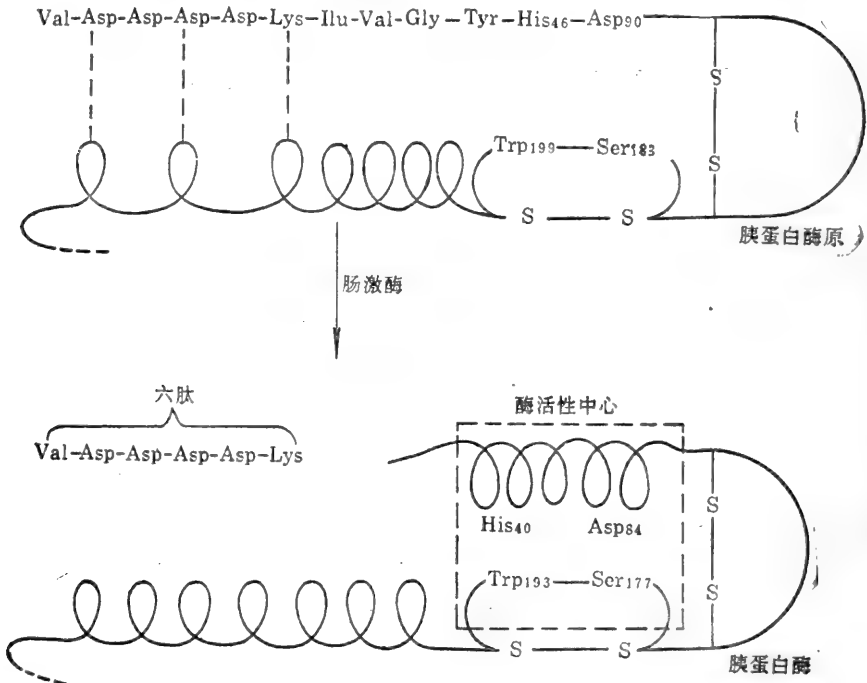 Val-Asp-Asp-Asp-Asp-Lys-Ilu-Val-Gly-Tyr-His46-Asp90
S
Trp199—Ser183
S
S S
胰蛋白酶原
肠激酶
六肽
酶活性中心
Val-Asp-Asp-Asp-Asp-Lys
S
His40 Asp84
Trp193—Ser177
S
S S
胰蛋白酶